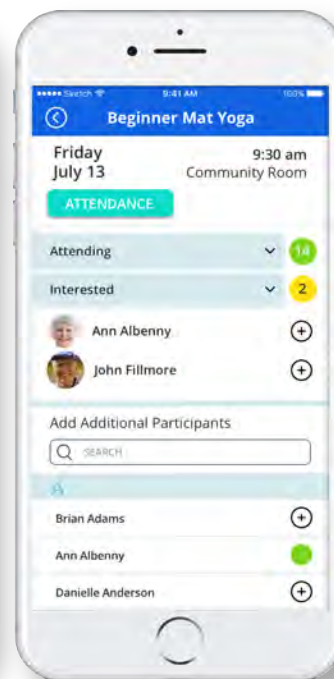 Sketch 9:41 AM 100%
Beginner Mat Yoga
Friday 9:30 am
July 13 Community Room
ATTENDANCE
Attending 14
Interested 2
Ann Albenny
John Fillmore
Add Additional Participants
SEARCH
A
Brian Adams
Ann Albenny
Danielle Anderson